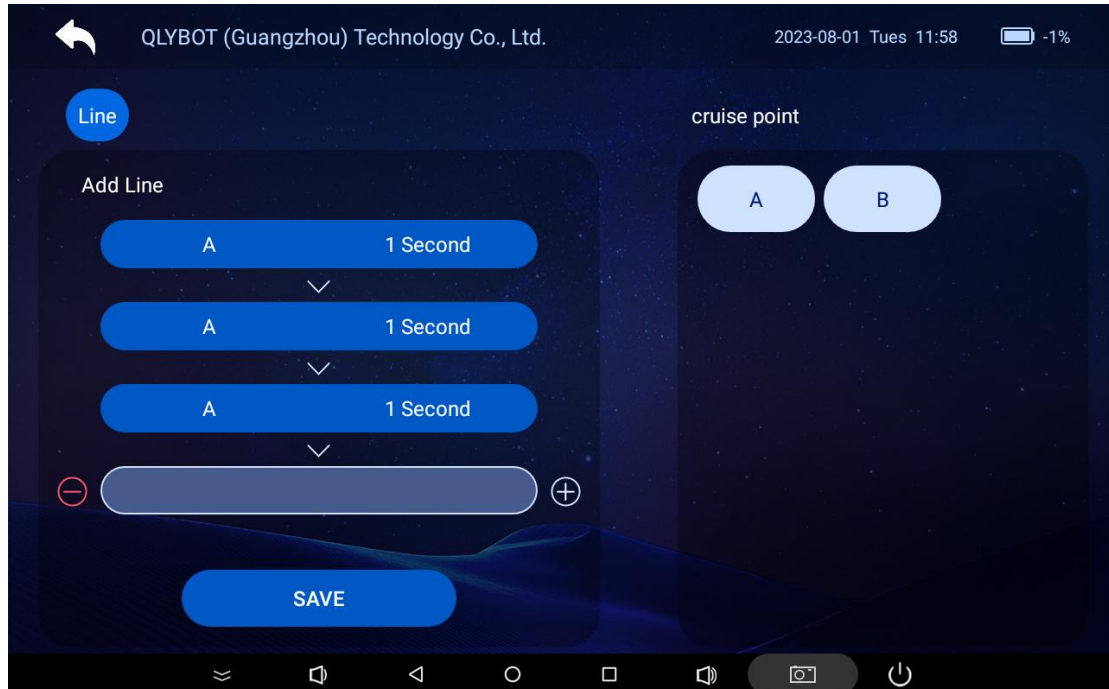 QLYBOT (Guangzhou) Technology Co., Ltd.
2023-08-01 Tues 11:58
-1%
Line
Add Line
A 1 Second
A 1 Second
A 1 Second
SAVE
cruise point
A B